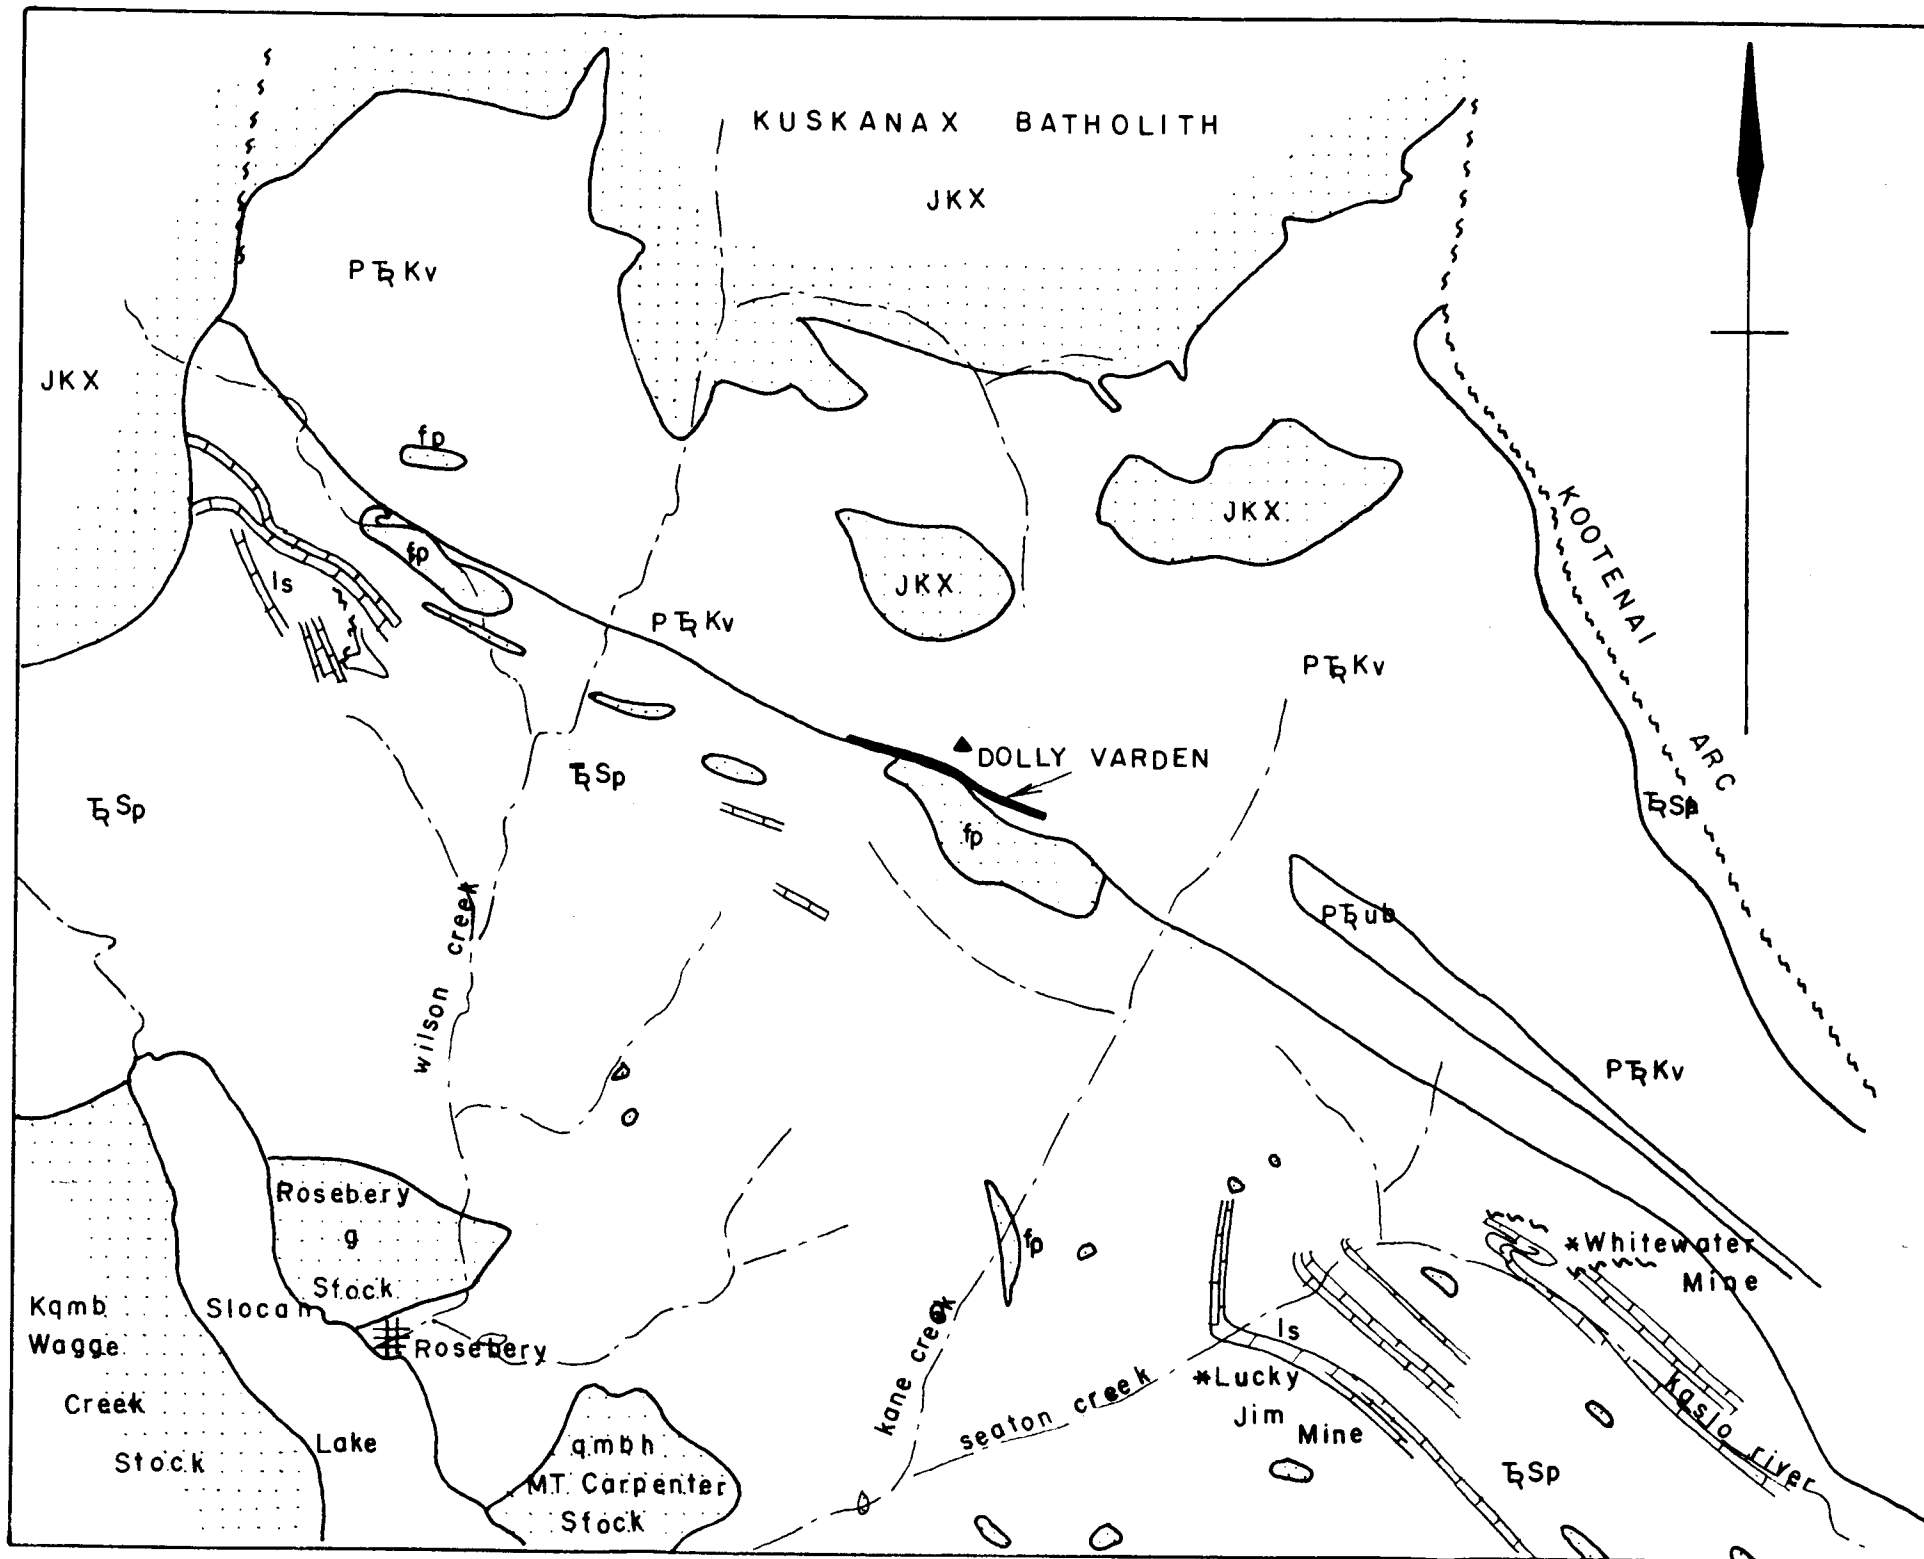 KUSKANAX BATHOLITH
JKX
PTRKv
JKX
fp
JKX
KOOTENAI
fp
JKX
ls
PTRKv
PTRKv
ARC
DOLLY VARDEN
TRSp
TRSp
TRSp
fp
PTRub
wilson creek
PTRKv
Rosebery
g
Stock
fp
*Whitewater
Mine
Kqmb
Wagge
Creek
Stock
Slocan
Lake
Rosebery
ls
*Lucky
Jim
Mine
kane creek
seaton creek
kaslo river
qmbh
MT. Carpenter
Stock
TRSp